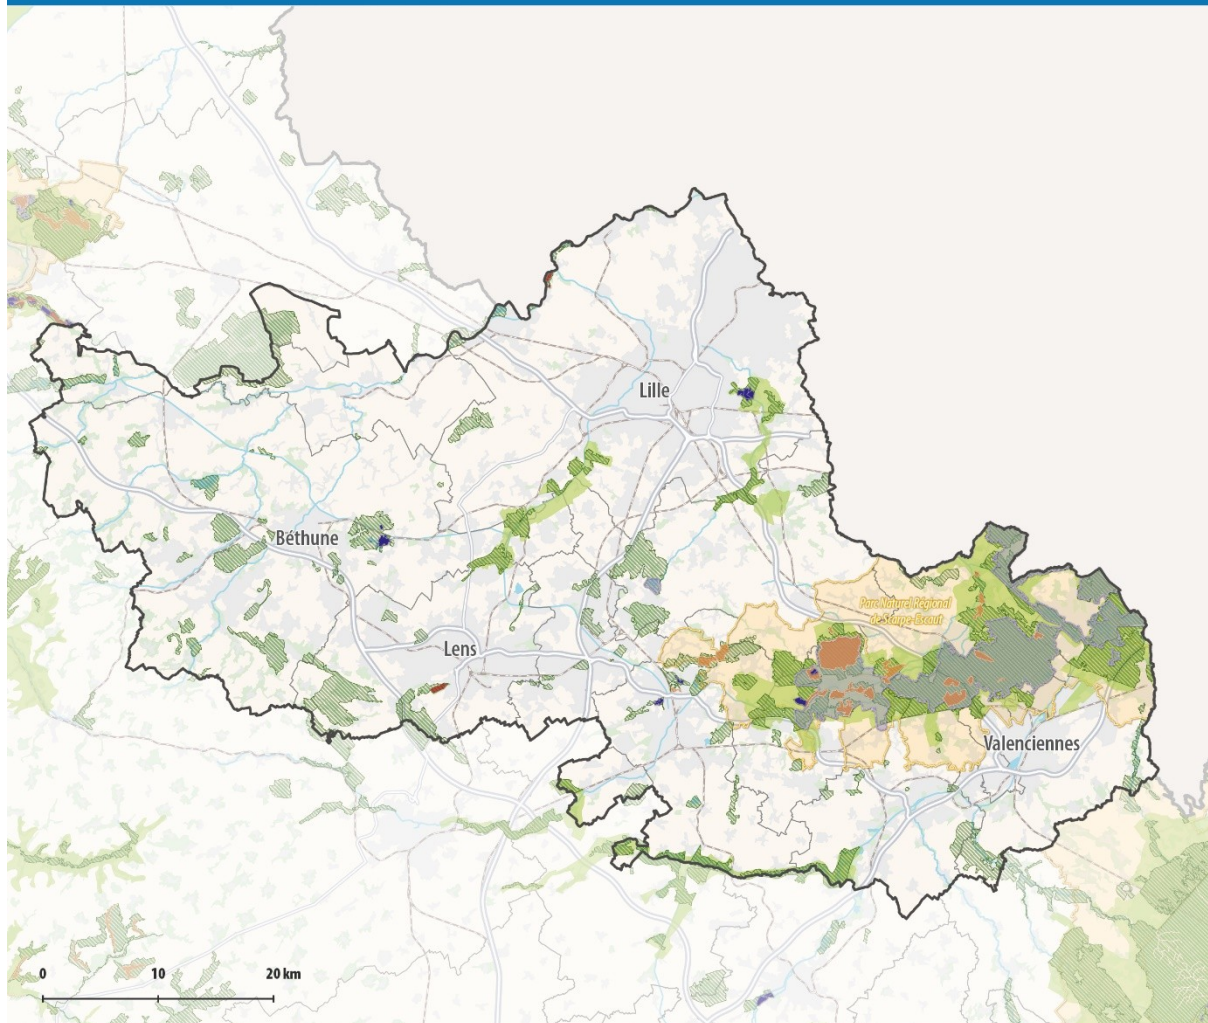 Lille
Béthune
Parc Naturel Régional
de Scarpe-Escaut
Lens
Valenciennes
0 10 20 km